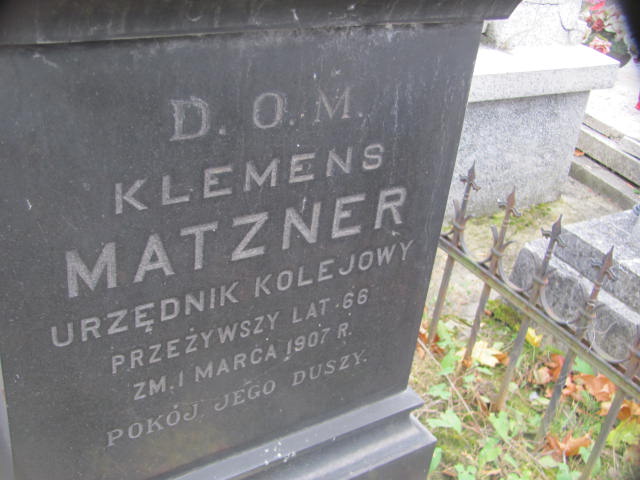 D. O. M.
KLEMENS
MATZNER
URZĘDNIK KOLEJOWY
PRZEŻYWSZY LAT 66
ZM. 1 MARCA 1907 R.
POKÓJ JEGO DUSZY.